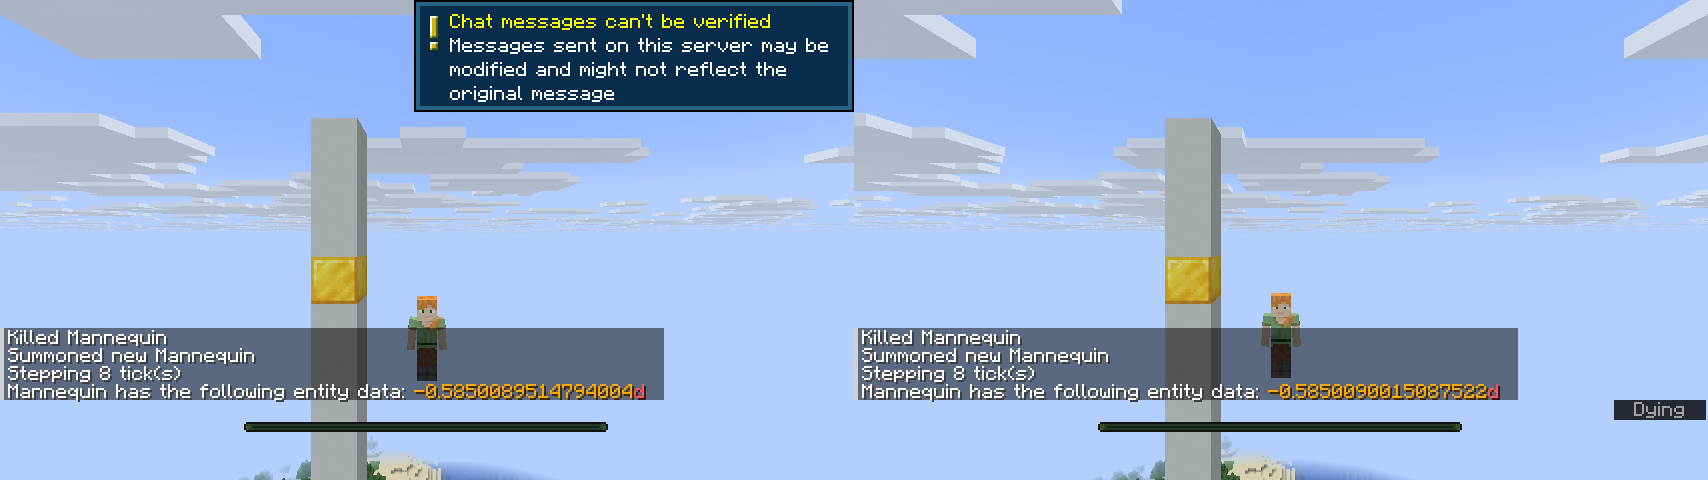 Chat messages can't be verified
Messages sent on this server may be
modified and might not reflect the
original message
Killed Mannequin
Summoned new Mannequin
Stepping 8 tick(s)
Mannequin has the following entity data: -0.58500895147940​04d
Killed Mannequin
Summoned new Mannequin
Stepping 8 tick(s)
Mannequin has the following entity data: -0.5850090015087522d
Dying